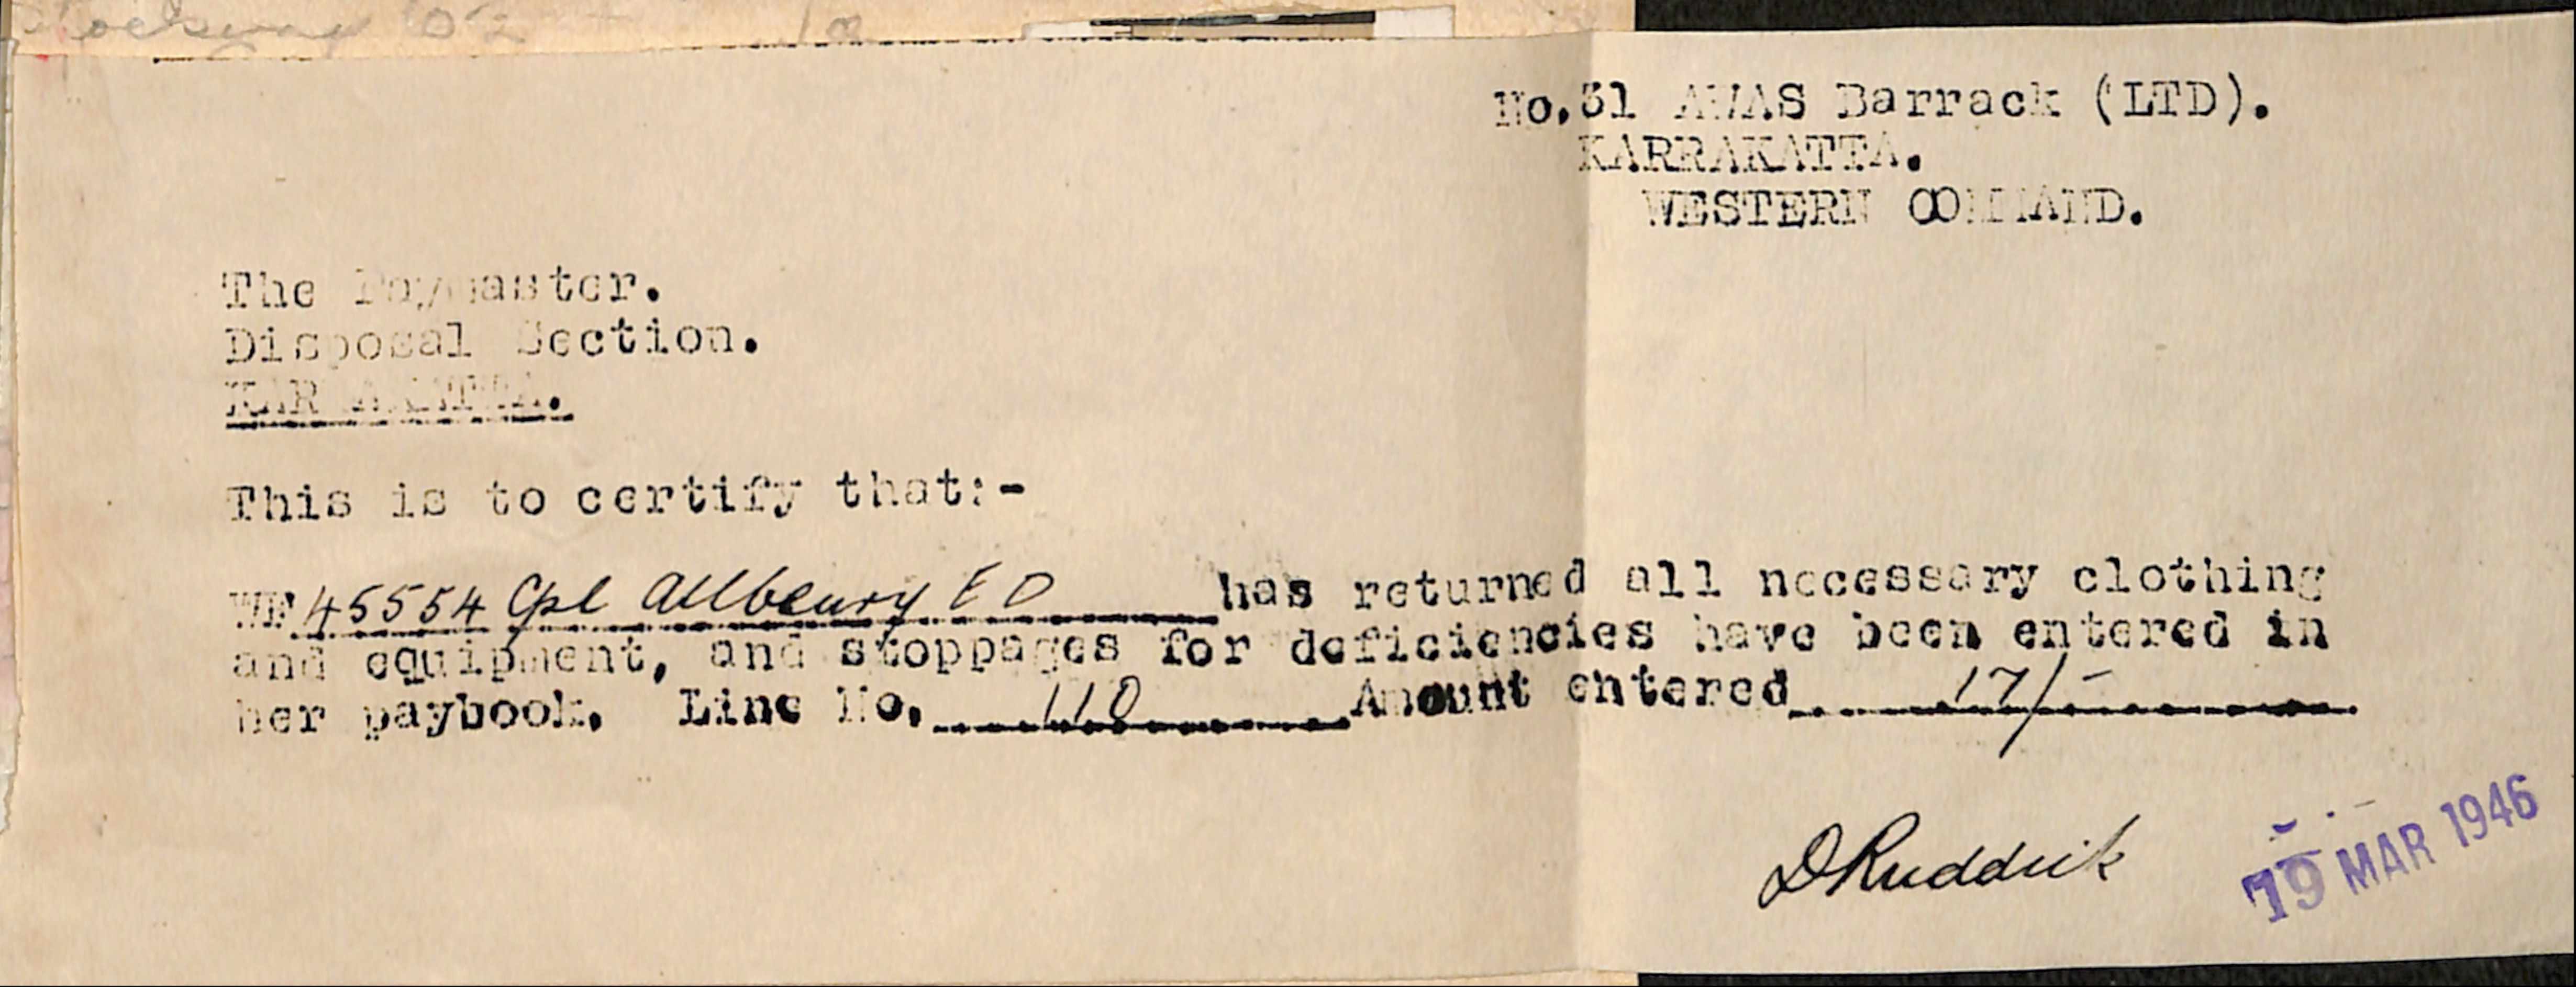 No.31 AWAS Barrack (LTD).
KARRAKATTA.
WESTERN COMMAND.
The Paymaster.
Disposal Section.
KARRAKATTA.
This is to certify that:-
WF 45554 Cpl Allbeury E D has returned all necessary clothing
and equipment, and stoppages for deficiencies have been entered in
her paybook. Line No. 110 Amount entered 17/-
D Ruddick
19 MAR 1946